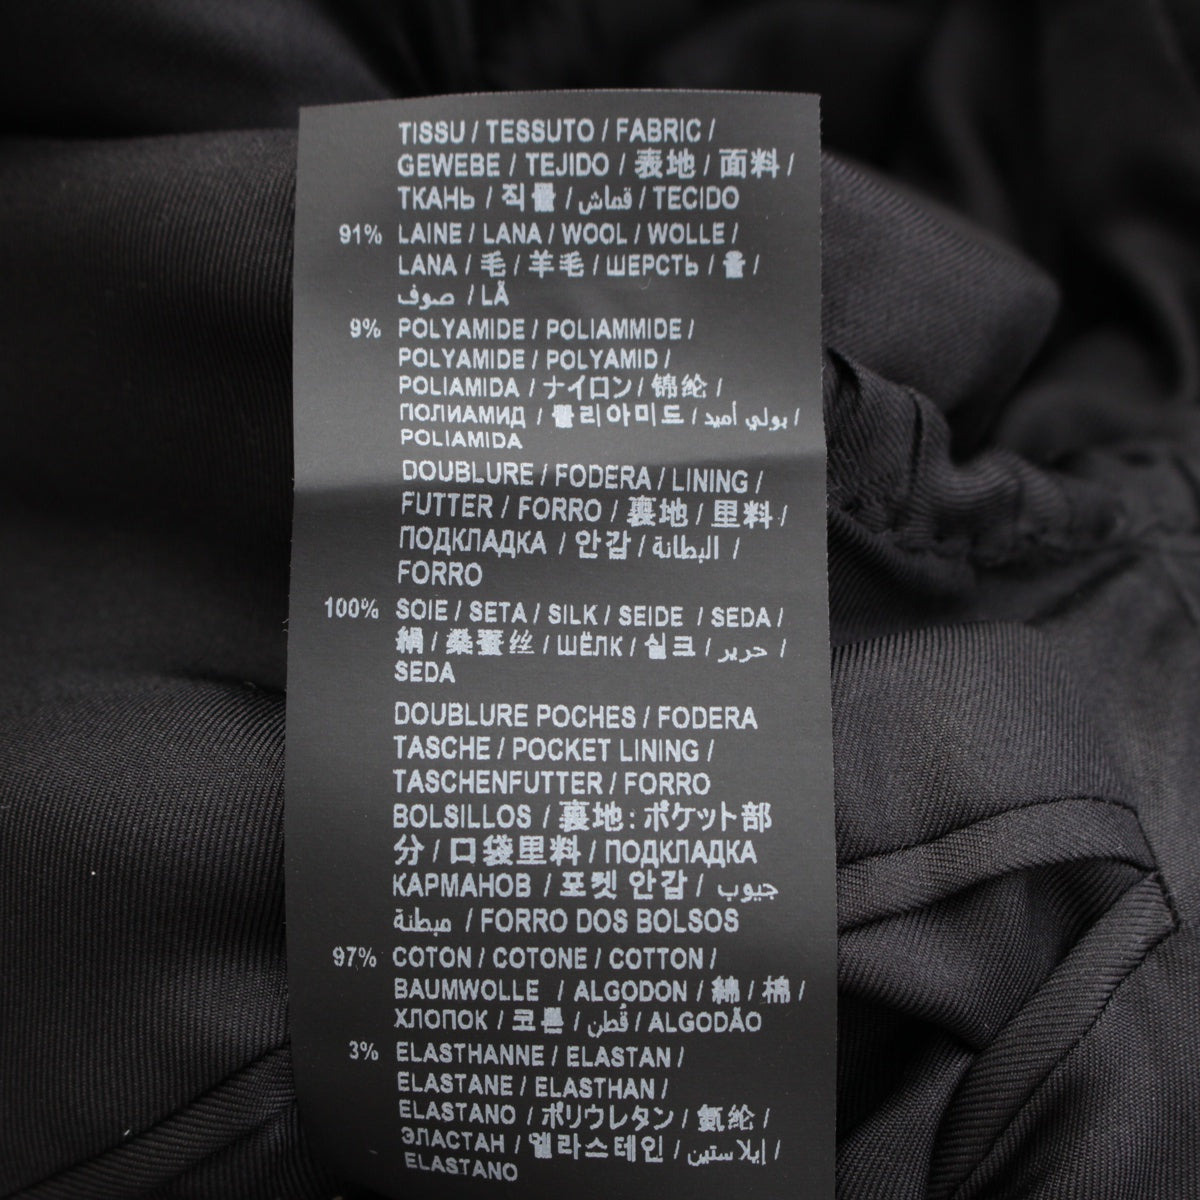 TISSU / TESSUTO / FABRIC /
GEWEBE / TEJIDO / 表地 / 面料 /
ТКАНЬ / 직물 / قماش / TECIDO
91% LAINE / LANA / WOOL / WOLLE /
LANA / 毛 / 羊毛 / ШЕРСТЬ / 울 /
صوف / LÃ
9% POLYAMIDE / POLIAMMIDE /
POLYAMIDE / POLYAMID /
POLIAMIDA / ナイロン / 锦纶 /
ПОЛИАМИД / 폴리아미드 / بولي أميد /
POLIAMIDA
DOUBLURE / FODERA / LINING /
FUTTER / FORRO / 裏地 / 里料 /
ПОДКЛАДКА / 안감 / البطانة /
FORRO
100% SOIE / SETA / SILK / SEIDE / SEDA /
絹 / 桑蚕丝 / ШЁЛК / 실크 / حرير /
SEDA
DOUBLURE POCHES / FODERA
TASCHE / POCKET LINING /
TASCHENFUTTER / FORRO
BOLSILLOS / 裏地:ポケット部
分 / 口袋里料 / ПОДКЛАДКА
КАРМАНОВ / 포켓 안감 / جيوب
مبطنة / FORRO DOS BOLSOS
97% COTON / COTONE / COTTON /
BAUMWOLLE / ALGODON / 綿 / 棉 /
ХЛОПОК / 코튼 / قطن / ALGODÃO
3% ELASTHANNE / ELASTAN /
ELASTANE / ELASTHAN /
ELASTANO / ポリウレタン / 氨纶 /
ЭЛАСТАН / 엘라스테인 / إيلاستين /
ELASTANO